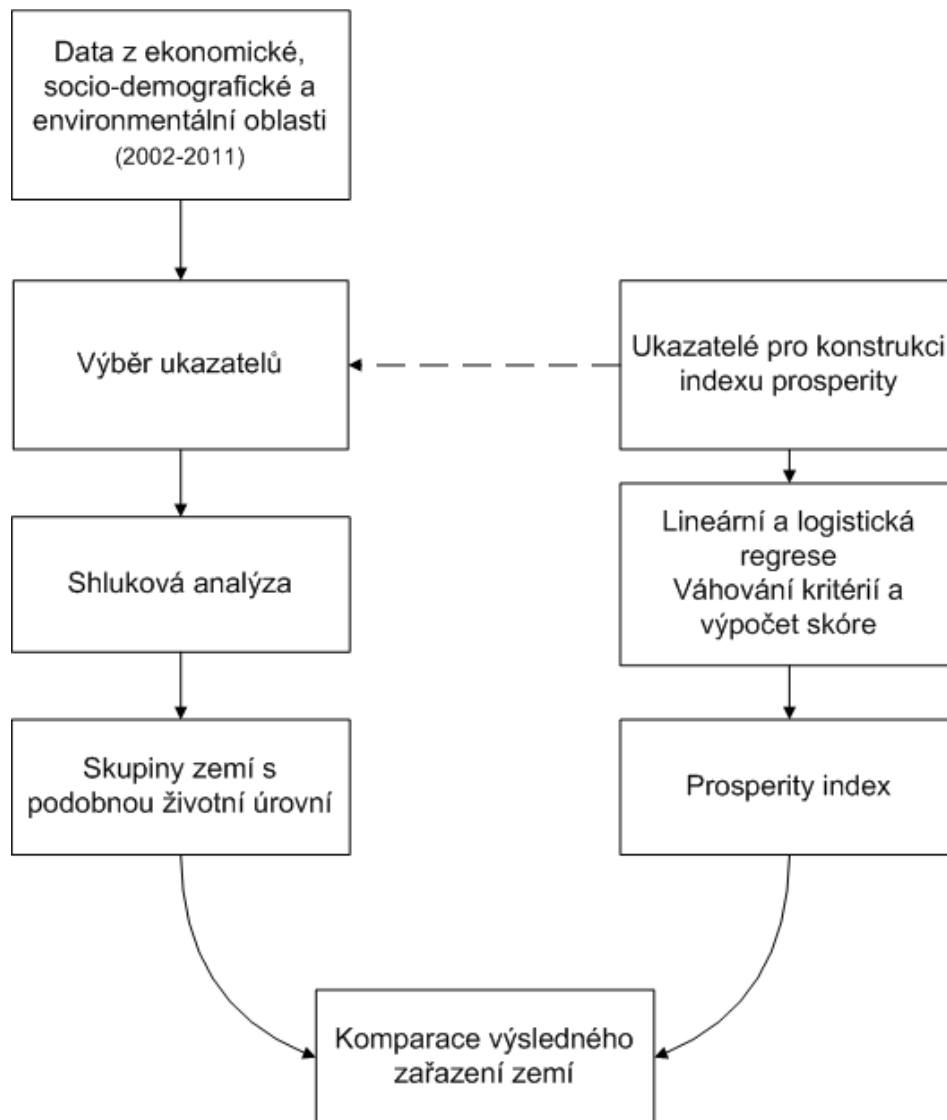 Data z ekonomické,
socio-demografické a
environmentální oblasti
(2002-2011)
Výběr ukazatelů
Ukazatelé pro konstrukci
indexu prosperity
Shluková analýza
Lineární a logistická
regrese
Váhování kritérií a
výpočet skóre
Skupiny zemí s
podobnou životní úrovní
Prosperity index
Komparace výsledného
zařazení zemí